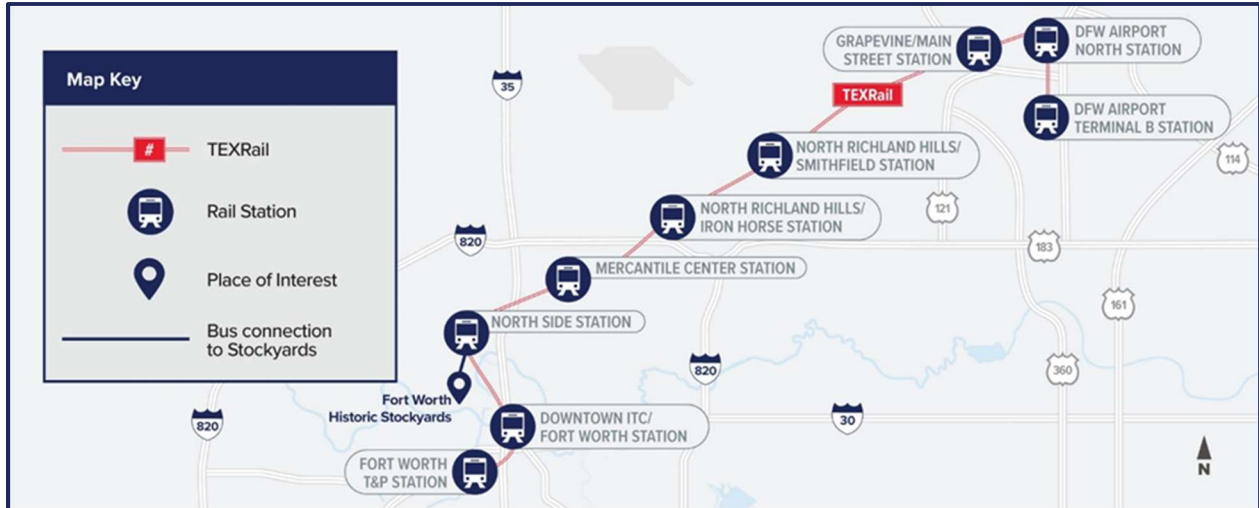 Map Key
#
TEXRail
Rail Station
Place of Interest
Bus connection
to Stockyards
35
GRAPEVINE/MAIN
STREET STATION
DFW AIRPORT
NORTH STATION
TEXRail
DFW AIRPORT
TERMINAL B STATION
NORTH RICHLAND HILLS/
SMITHFIELD STATION
114
NORTH RICHLAND HILLS/
IRON HORSE STATION
121
820
183
MERCANTILE CENTER STATION
161
NORTH SIDE STATION
820
360
Fort Worth
Historic Stockyards
820
DOWNTOWN ITC/
FORT WORTH STATION
30
FORT WORTH
T&P STATION
N